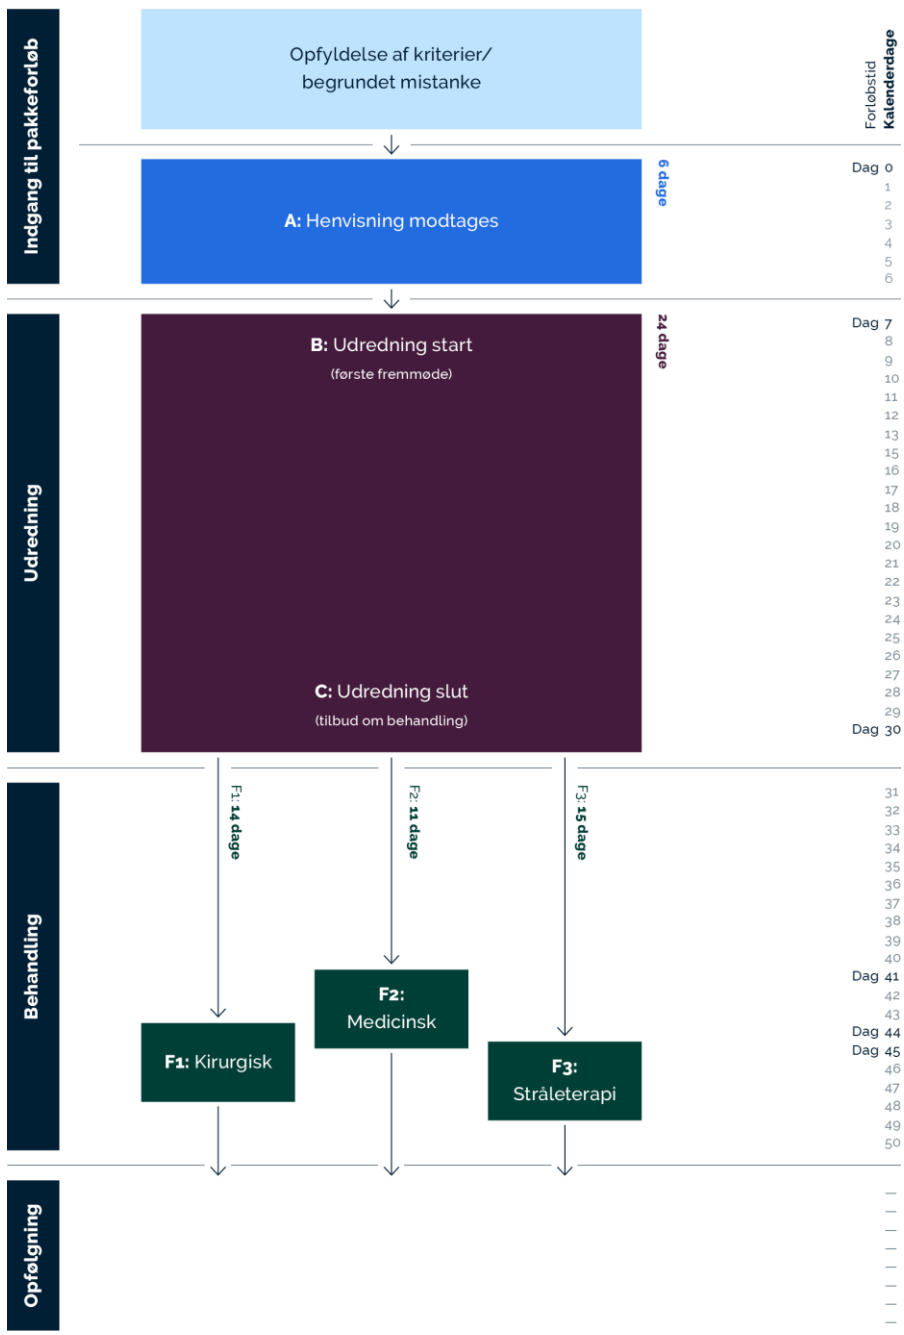 Indgang til pakkeforløb
Opfyldelse af kriterier/
begrundet mistanke
Forløbstid
Kalenderdage
A: Henvisning modtages
6 dage
Dag 0
1
2
3
4
5
6
Udredning
B: Udredning start
(første fremmøde)
C: Udredning slut
(tilbud om behandling)
24 dage
Dag 7
8
9
10
11
12
13
15
16
17
18
19
20
21
22
23
24
25
26
27
28
29
Dag 30
Behandling
F1: 14 dage
F2: 11 dage
F3: 15 dage
F1: Kirurgisk
F2:
Medicinsk
F3:
Stråleterapi
31
32
33
34
35
36
37
38
39
40
Dag 41
42
43
Dag 44
Dag 45
46
47
48
49
50
Opfølgning
—
—
—
—
—
—
—
—